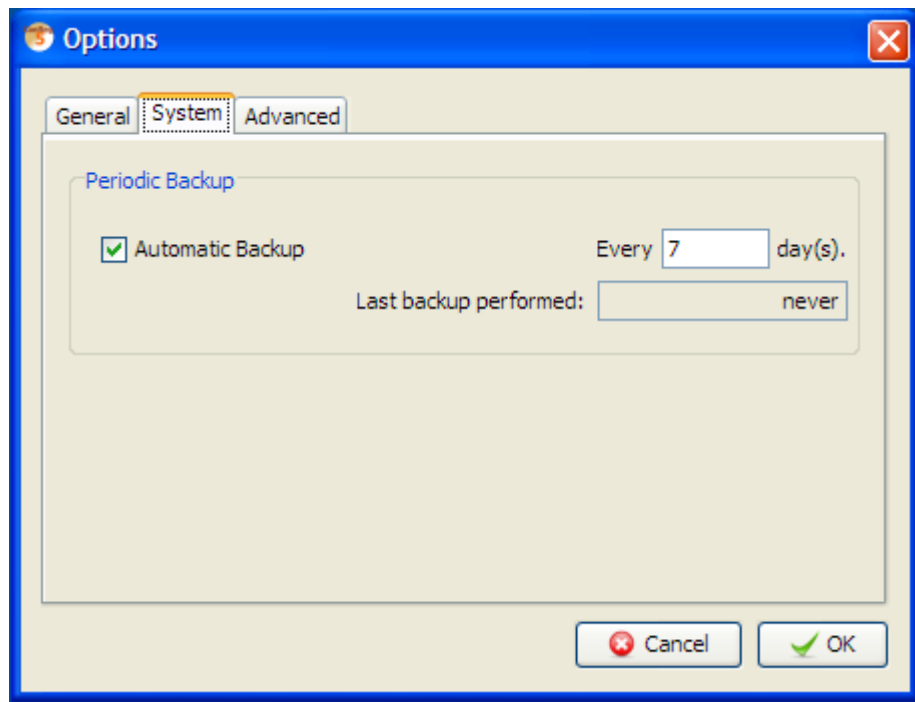 Options
General System Advanced
Periodic Backup
Automatic Backup Every 7 day(s).
Last backup performed: never
Cancel OK